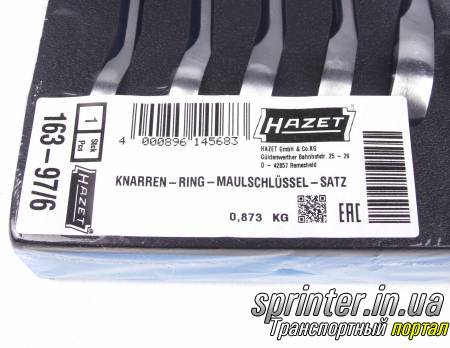 163-97/6
1 Stck
Pcs
HAZET
4 000896 145683
HAZET
HAZET GmbH & Co.KG
Güldenwerther Bahnhofstr. 25 - 29
D - 42857 Remscheid
KNARREN-RING-MAULSCHLÜSSEL-SATZ
0,873 KG
EAC
sprinter.in.ua
Транспортный портал